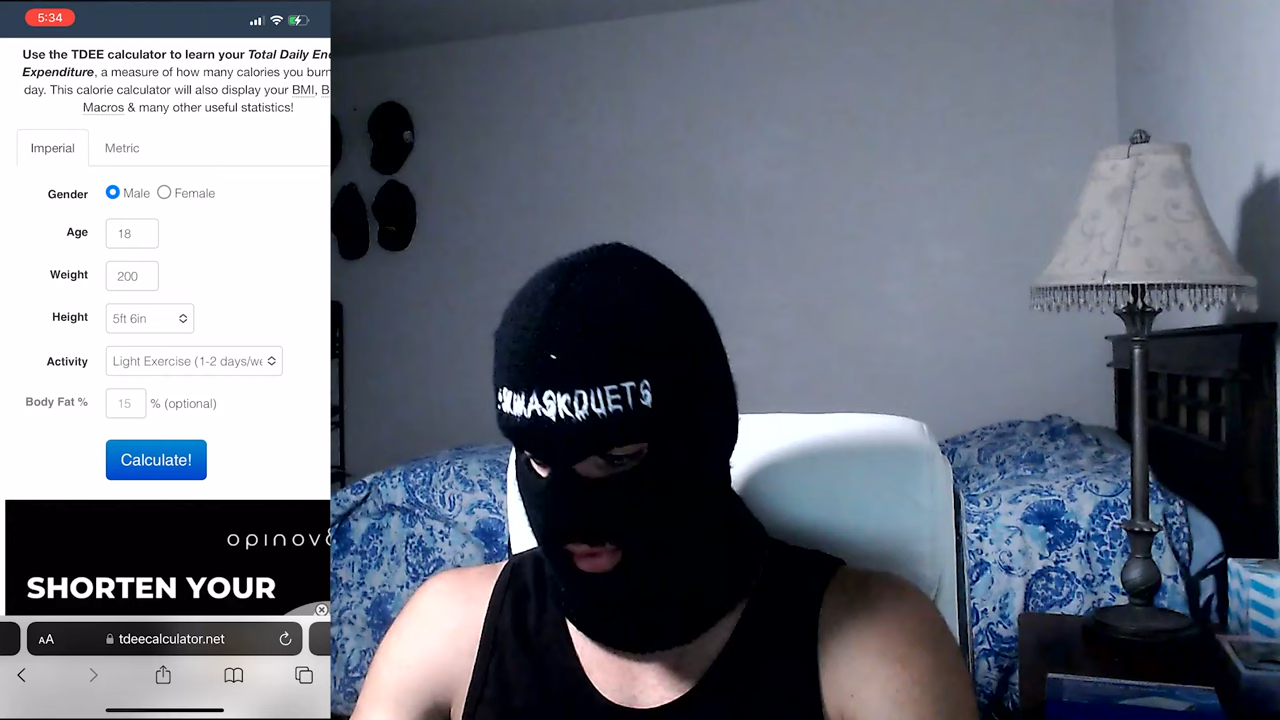 5:34
Use the TDEE calculator to learn your Total Daily En
Expenditure, a measure of how many calories you burn
day. This calorie calculator will also display your BMI, B
Macros & many other useful statistics!
Imperial Metric
Gender Male Female
Age 18
Weight 200
Height 5ft 6in
Activity Light Exercise (1-2 days/we
Body Fat % 15 % (optional)
Calculate!
opinov
SHORTEN YOUR
AA tdeecalculator.net